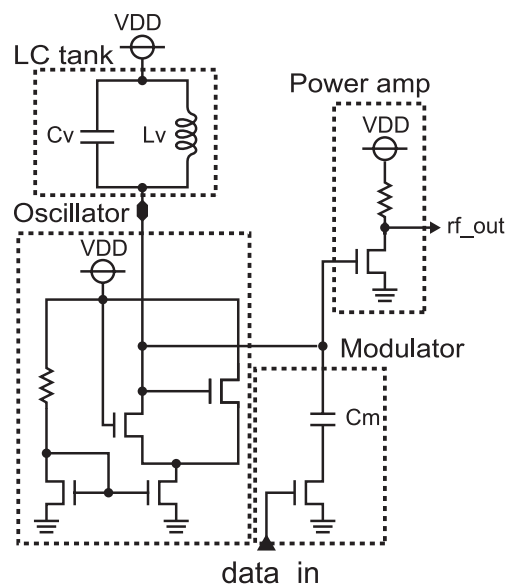 VDD
LC tank
Cv
Lv
Power amp
VDD
rf_out
Oscillator
VDD
Modulator
Cm
data_in